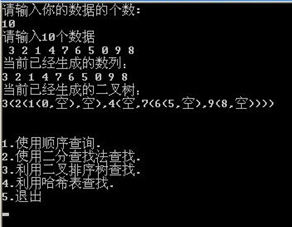 请输入你的数据的个数：
10
请输入10个数据
 3 2 1 4 7 6 5 0 9 8
当前已经生成的数列：
3 2 1 4 7 6 5 0 9 8
当前已经生成的二叉树：
3(2(1(0,空),空),4(空,7(6(5,空),9(8,空))))
1.使用顺序查询.
2.使用二分查找法查找.
3.利用二叉排序树查找.
4.利用哈希表查找.
5.退出